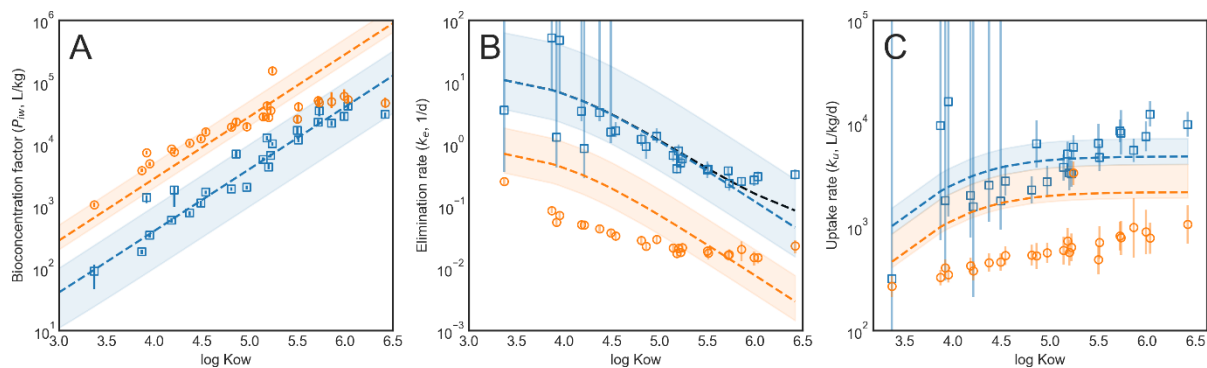 A
Bioconcentration factor (Piw, L/kg)
10^6
10^5
10^4
10^3
10^2
10^1
3.0 3.5 4.0 4.5 5.0 5.5 6.0 6.5
log Kow
B
Elimination rate (ke, 1/d)
10^2
10^1
10^0
10^-1
10^-2
10^-3
3.0 3.5 4.0 4.5 5.0 5.5 6.0 6.5
log Kow
C
Uptake rate (ku, L/kg/d)
10^5
10^4
10^3
10^2
3.5 4.0 4.5 5.0 5.5 6.0 6.5
log Kow